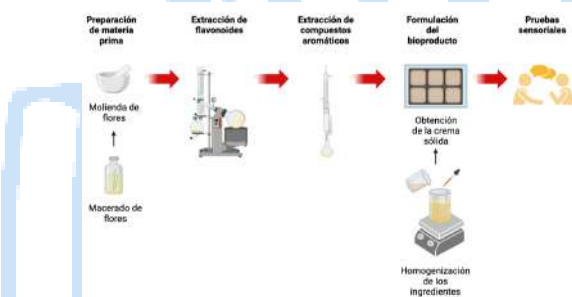 Preparación
de materia
prima
Extracción de
flavonoides
Extracción de
compuestos
aromáticos
Formulación
del
bioproducto
Pruebas
sensoriales
Molienda de
flores
Macerado de
flores
Obtención
de la crema
sólida
Homogenización
de los
ingredientes